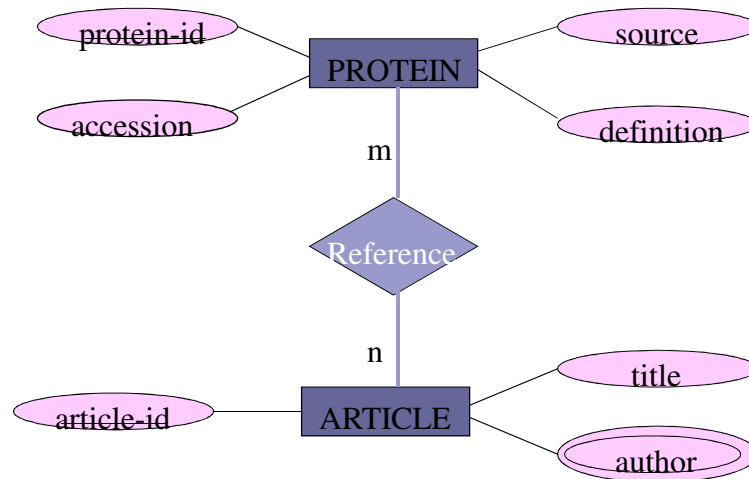 protein-id
source
PROTEIN
accession
definition
m
Reference
n
title
article-id
ARTICLE
author